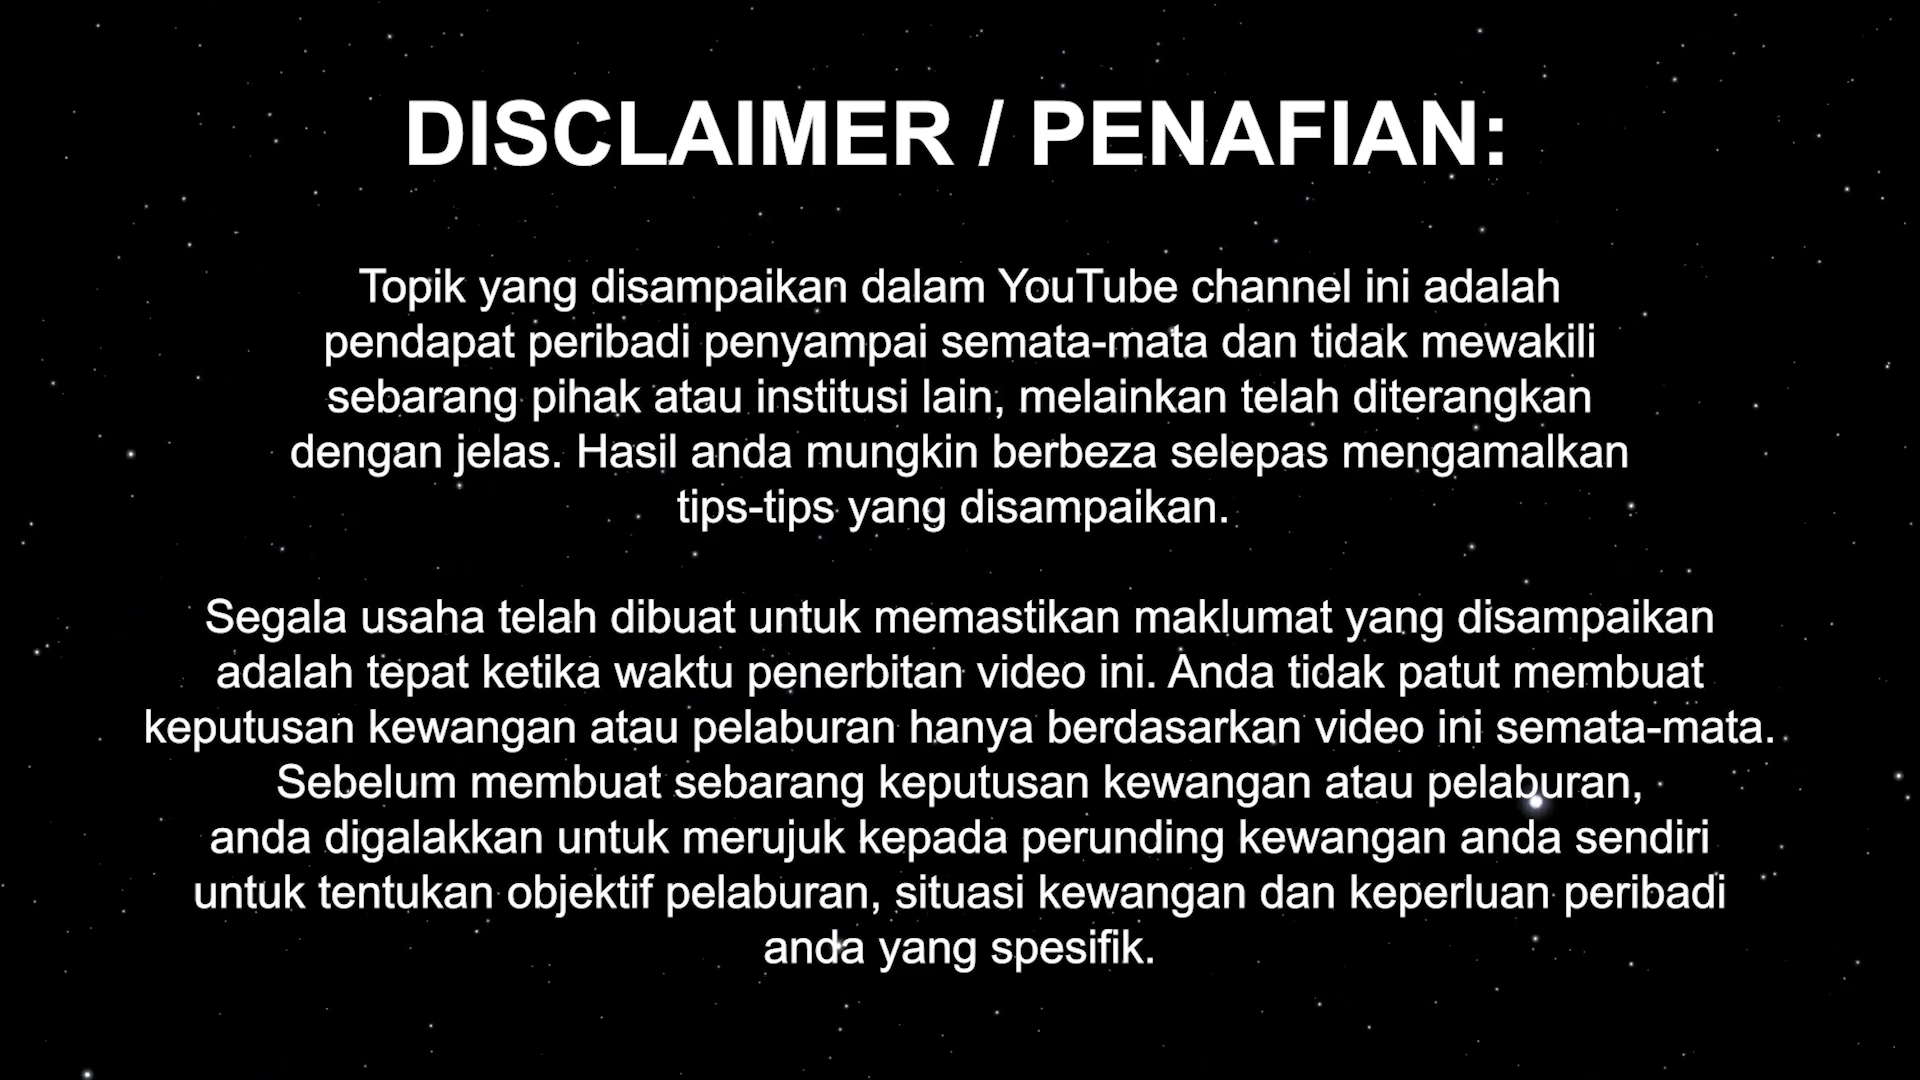 DISCLAIMER / PENAFIAN:
Topik yang disampaikan dalam YouTube channel ini adalah
pendapat peribadi penyampai semata-mata dan tidak mewakili
sebarang pihak atau institusi lain, melainkan telah diterangkan
dengan jelas. Hasil anda mungkin berbeza selepas mengamalkan
tips-tips yang disampaikan.
Segala usaha telah dibuat untuk memastikan maklumat yang disampaikan
adalah tepat ketika waktu penerbitan video ini. Anda tidak patut membuat
keputusan kewangan atau pelaburan hanya berdasarkan video ini semata-mata.
Sebelum membuat sebarang keputusan kewangan atau pelaburan,
anda digalakkan untuk merujuk kepada perunding kewangan anda sendiri
untuk tentukan objektif pelaburan, situasi kewangan dan keperluan peribadi
anda yang spesifik.